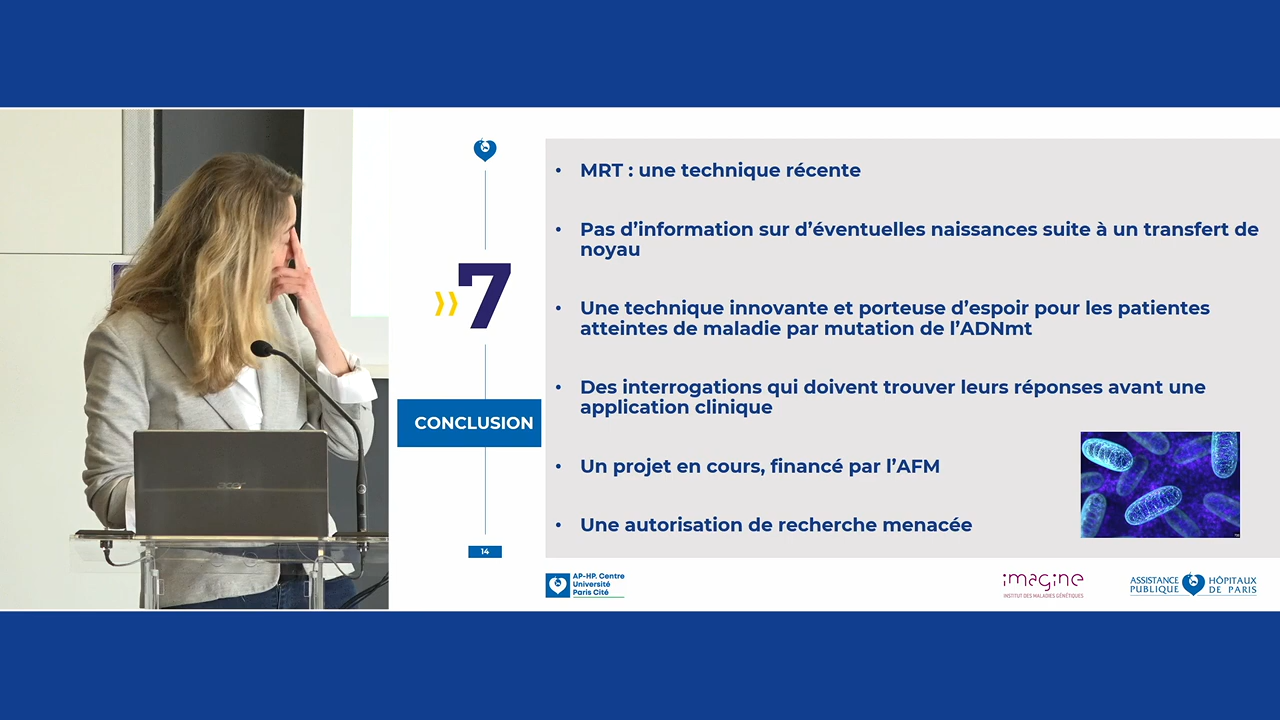 • MRT : une technique récente
• Pas d’information sur d’éventuelles naissances suite à un transfert de
noyau
»7
• Une technique innovante et porteuse d’espoir pour les patientes
atteintes de maladie par mutation de l’ADNmt
CONCLUSION
• Des interrogations qui doivent trouver leurs réponses avant une
application clinique
• Un projet en cours, financé par l’AFM
• Une autorisation de recherche menacée
acer
14
AP-HP. Centre
Université
Paris Cité
imagine
INSTITUT DES MALADIES GÉNÉTIQUES
ASSISTANCE HÔPITAUX
PUBLIQUE DE PARIS